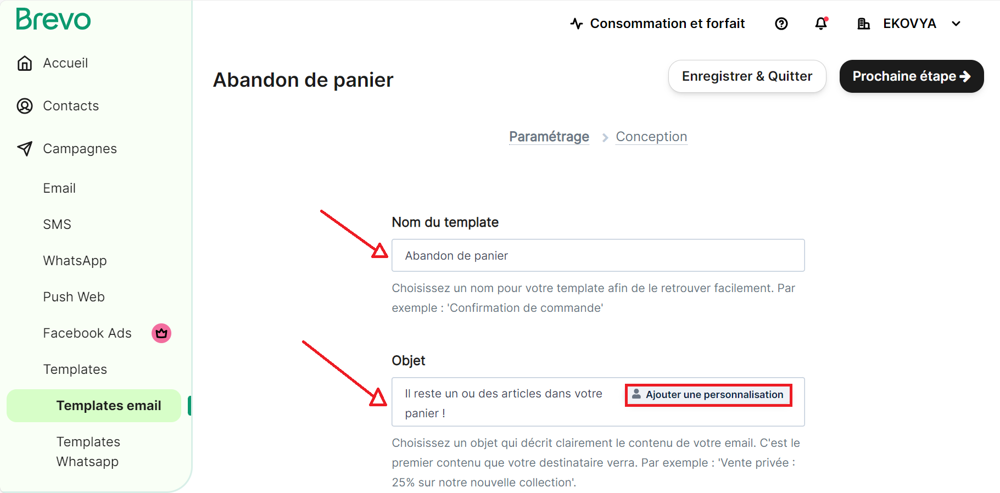 Brevo
Consommation et forfait
EKOVYA
Accueil
Contacts
Campagnes
Email
SMS
WhatsApp
Push Web
Facebook Ads
Templates
Templates email
Templates
Whatsapp
Abandon de panier
Enregistrer & Quitter
Prochaine étape
Paramétrage
Conception
Nom du template
Abandon de panier
Choisissez un nom pour votre template afin de le retrouver facilement. Par
exemple : 'Confirmation de commande'
Objet
Il reste un ou des articles dans votre
panier !
Ajouter une personnalisation
Choisissez un objet qui décrit clairement le contenu de votre email. C'est le
premier contenu que votre destinataire verra. Par exemple : 'Vente privée :
25% sur notre nouvelle collection'.